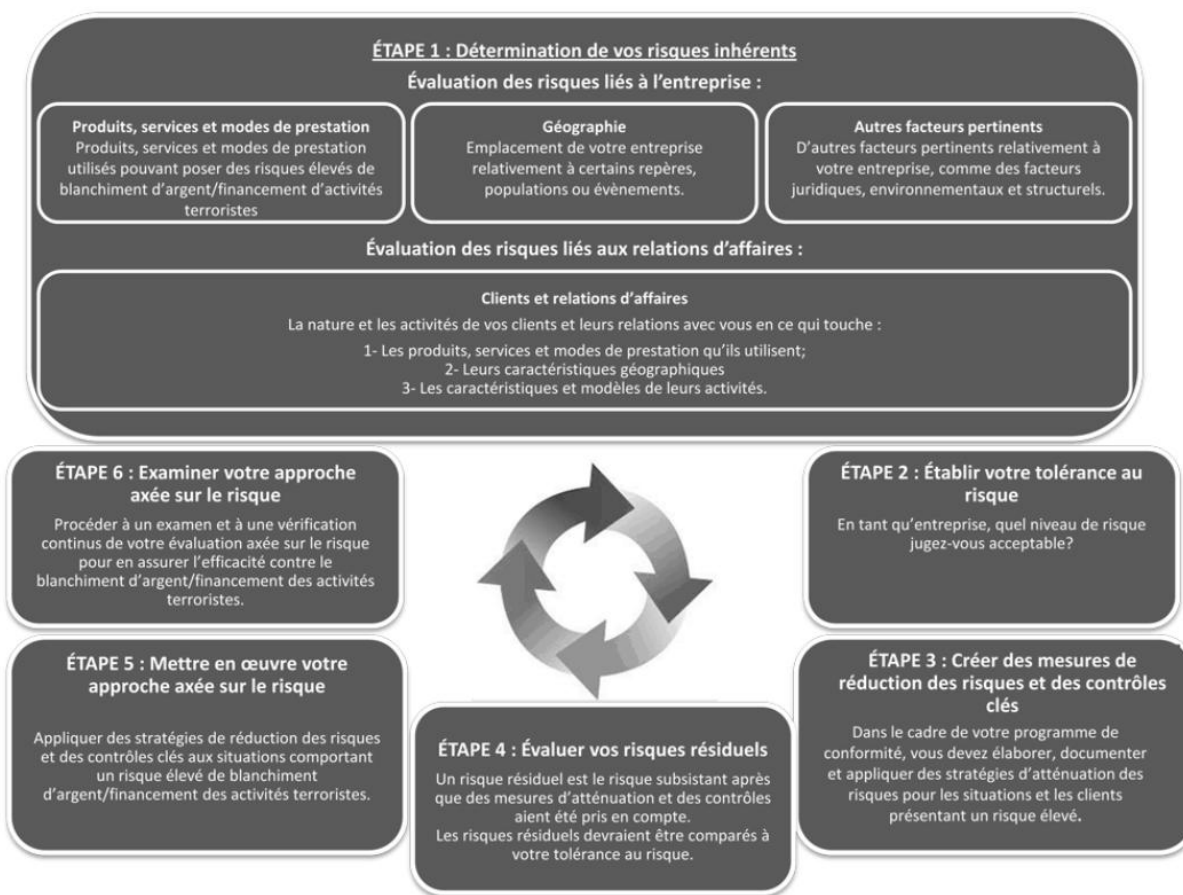 ÉTAPE 1 : Détermination de vos risques inhérents
Évaluation des risques liés à l’entreprise :
Produits, services et modes de prestation
Produits, services et modes de prestation
utilisés pouvant poser des risques élevés de
blanchiment d’argent/financement d’activités
terroristes
Géographie
Emplacement de votre entreprise
relativement à certains repères,
populations ou évènements.
Autres facteurs pertinents
D’autres facteurs pertinents relativement à
votre entreprise, comme des facteurs
juridiques, environnementaux et structurels.
Évaluation des risques liés aux relations d’affaires :
Clients et relations d’affaires
La nature et les activités de vos clients et leurs relations avec vous en ce qui touche :
1- Les produits, services et modes de prestation qu’ils utilisent;
2- Leurs caractéristiques géographiques
3- Les caractéristiques et modèles de leurs activités.
ÉTAPE 2 : Établir votre tolérance au
risque
En tant qu’entreprise, quel niveau de risque
jugez-vous acceptable?
ÉTAPE 3 : Créer des mesures de
réduction des risques et des contrôles
clés
Dans le cadre de votre programme de
conformité, vous devez élaborer, documenter
et appliquer des stratégies d’atténuation des
risques pour les situations et les clients
présentant un risque élevé.
ÉTAPE 4 : Évaluer vos risques résiduels
Un risque résiduel est le risque subsistant après
que des mesures d’atténuation et des contrôles
aient été pris en compte.
Les risques résiduels devraient être comparés à
votre tolérance au risque.
ÉTAPE 5 : Mettre en œuvre votre
approche axée sur le risque
Appliquer des stratégies de réduction des risques
et des contrôles clés aux situations comportant
un risque élevé de blanchiment
d’argent/financement des activités terroristes.
ÉTAPE 6 : Examiner votre approche
axée sur le risque
Procéder à un examen et à une vérification
continus de votre évaluation axée sur le risque
pour en assurer l’efficacité contre le
blanchiment d’argent/financement des activités
terroristes.